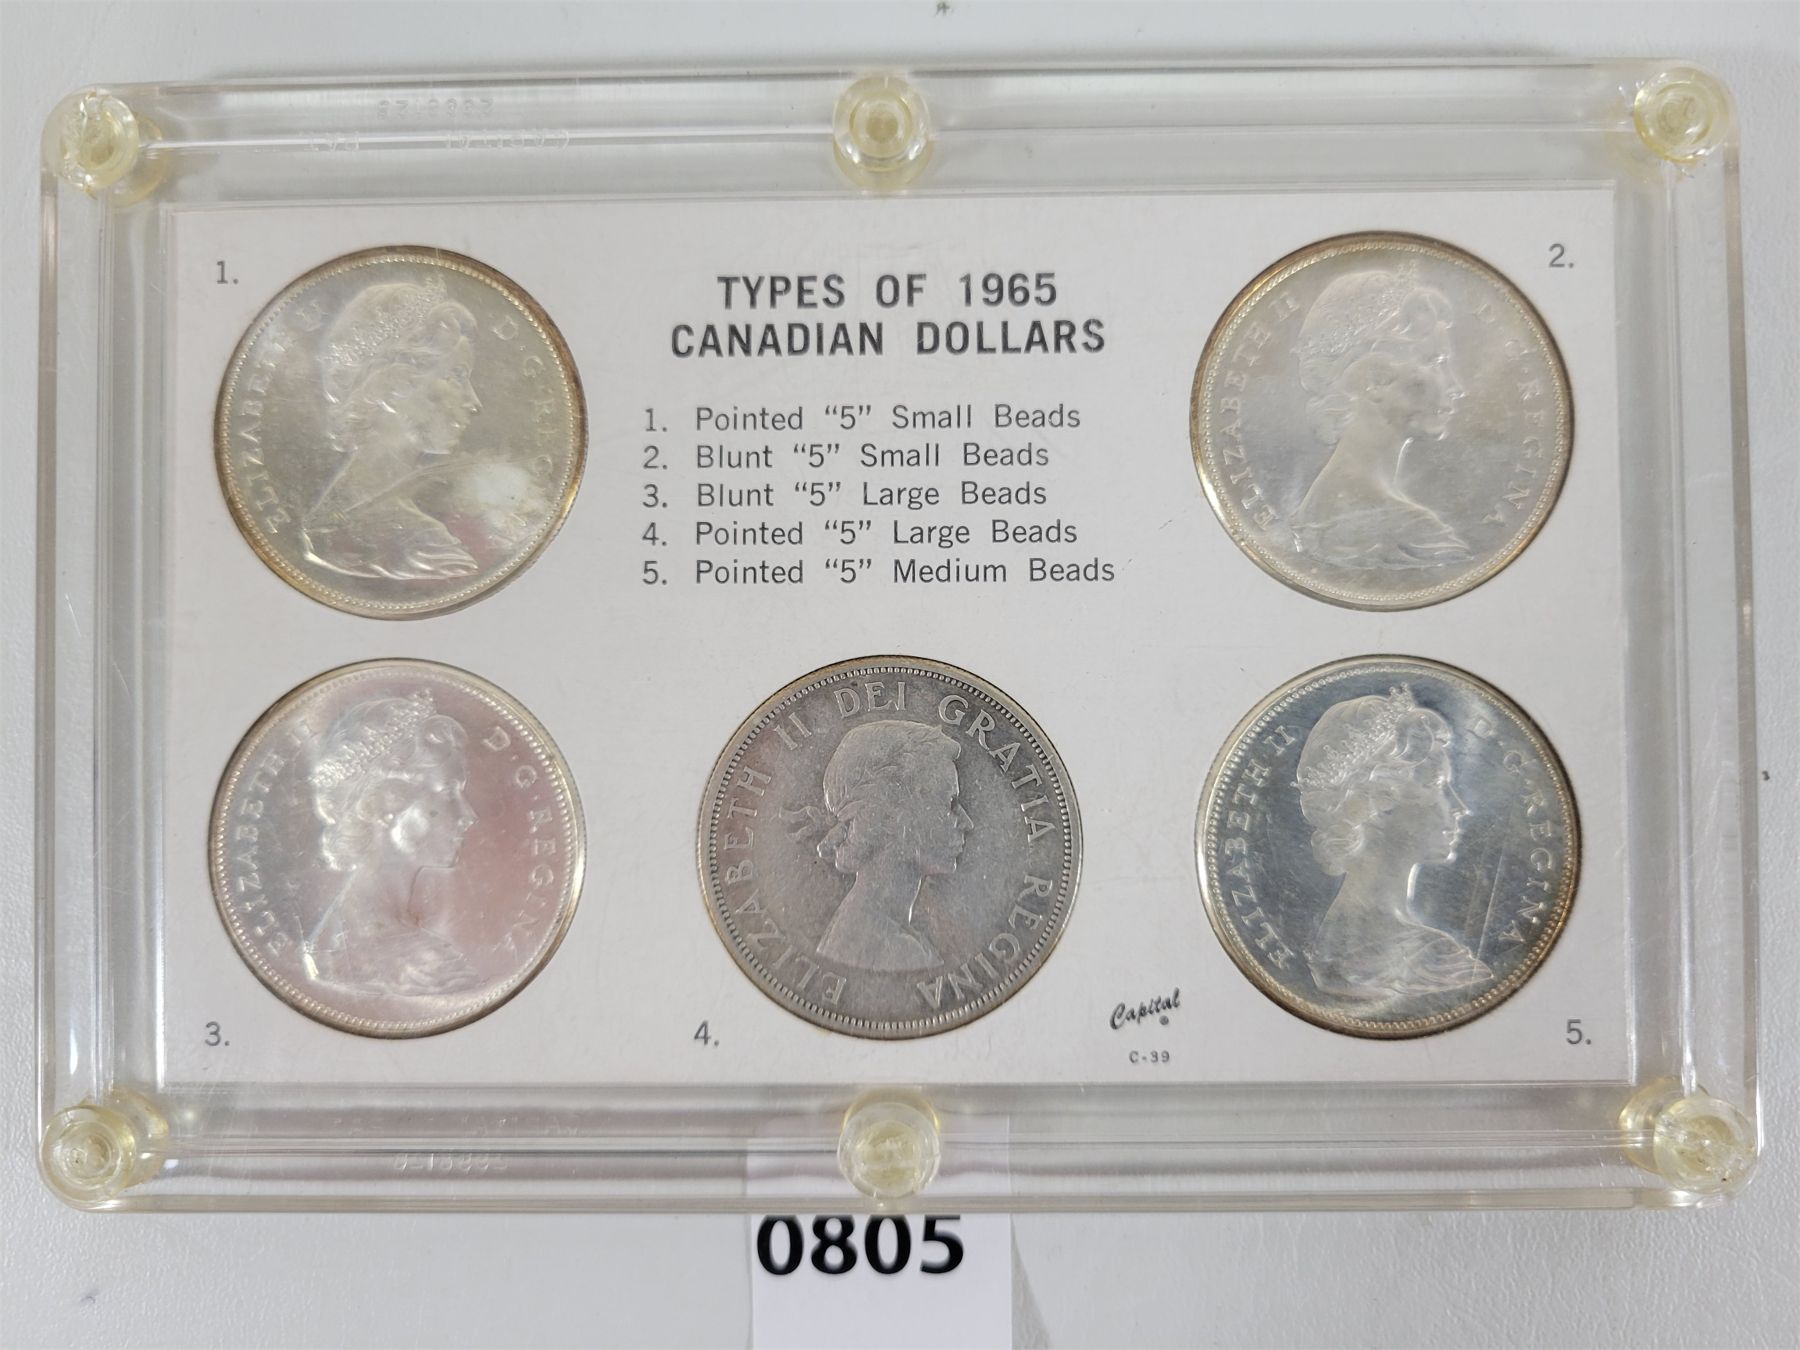 1.
2.
TYPES OF 1965
CANADIAN DOLLARS
1. Pointed “5” Small Beads
2. Blunt “5” Small Beads
3. Blunt “5” Large Beads
4. Pointed “5” Large Beads
5. Pointed “5” Medium Beads
ELIZABETH II D·G·REGINA
ELIZABETH II D·G·REGINA
ELIZABETH II D·G·REGINA
ELIZABETH II DEI GRATIA REGINA
ELIZABETH II D·G·REGINA
3.
4.
Capital ®
C-39
5.
0805